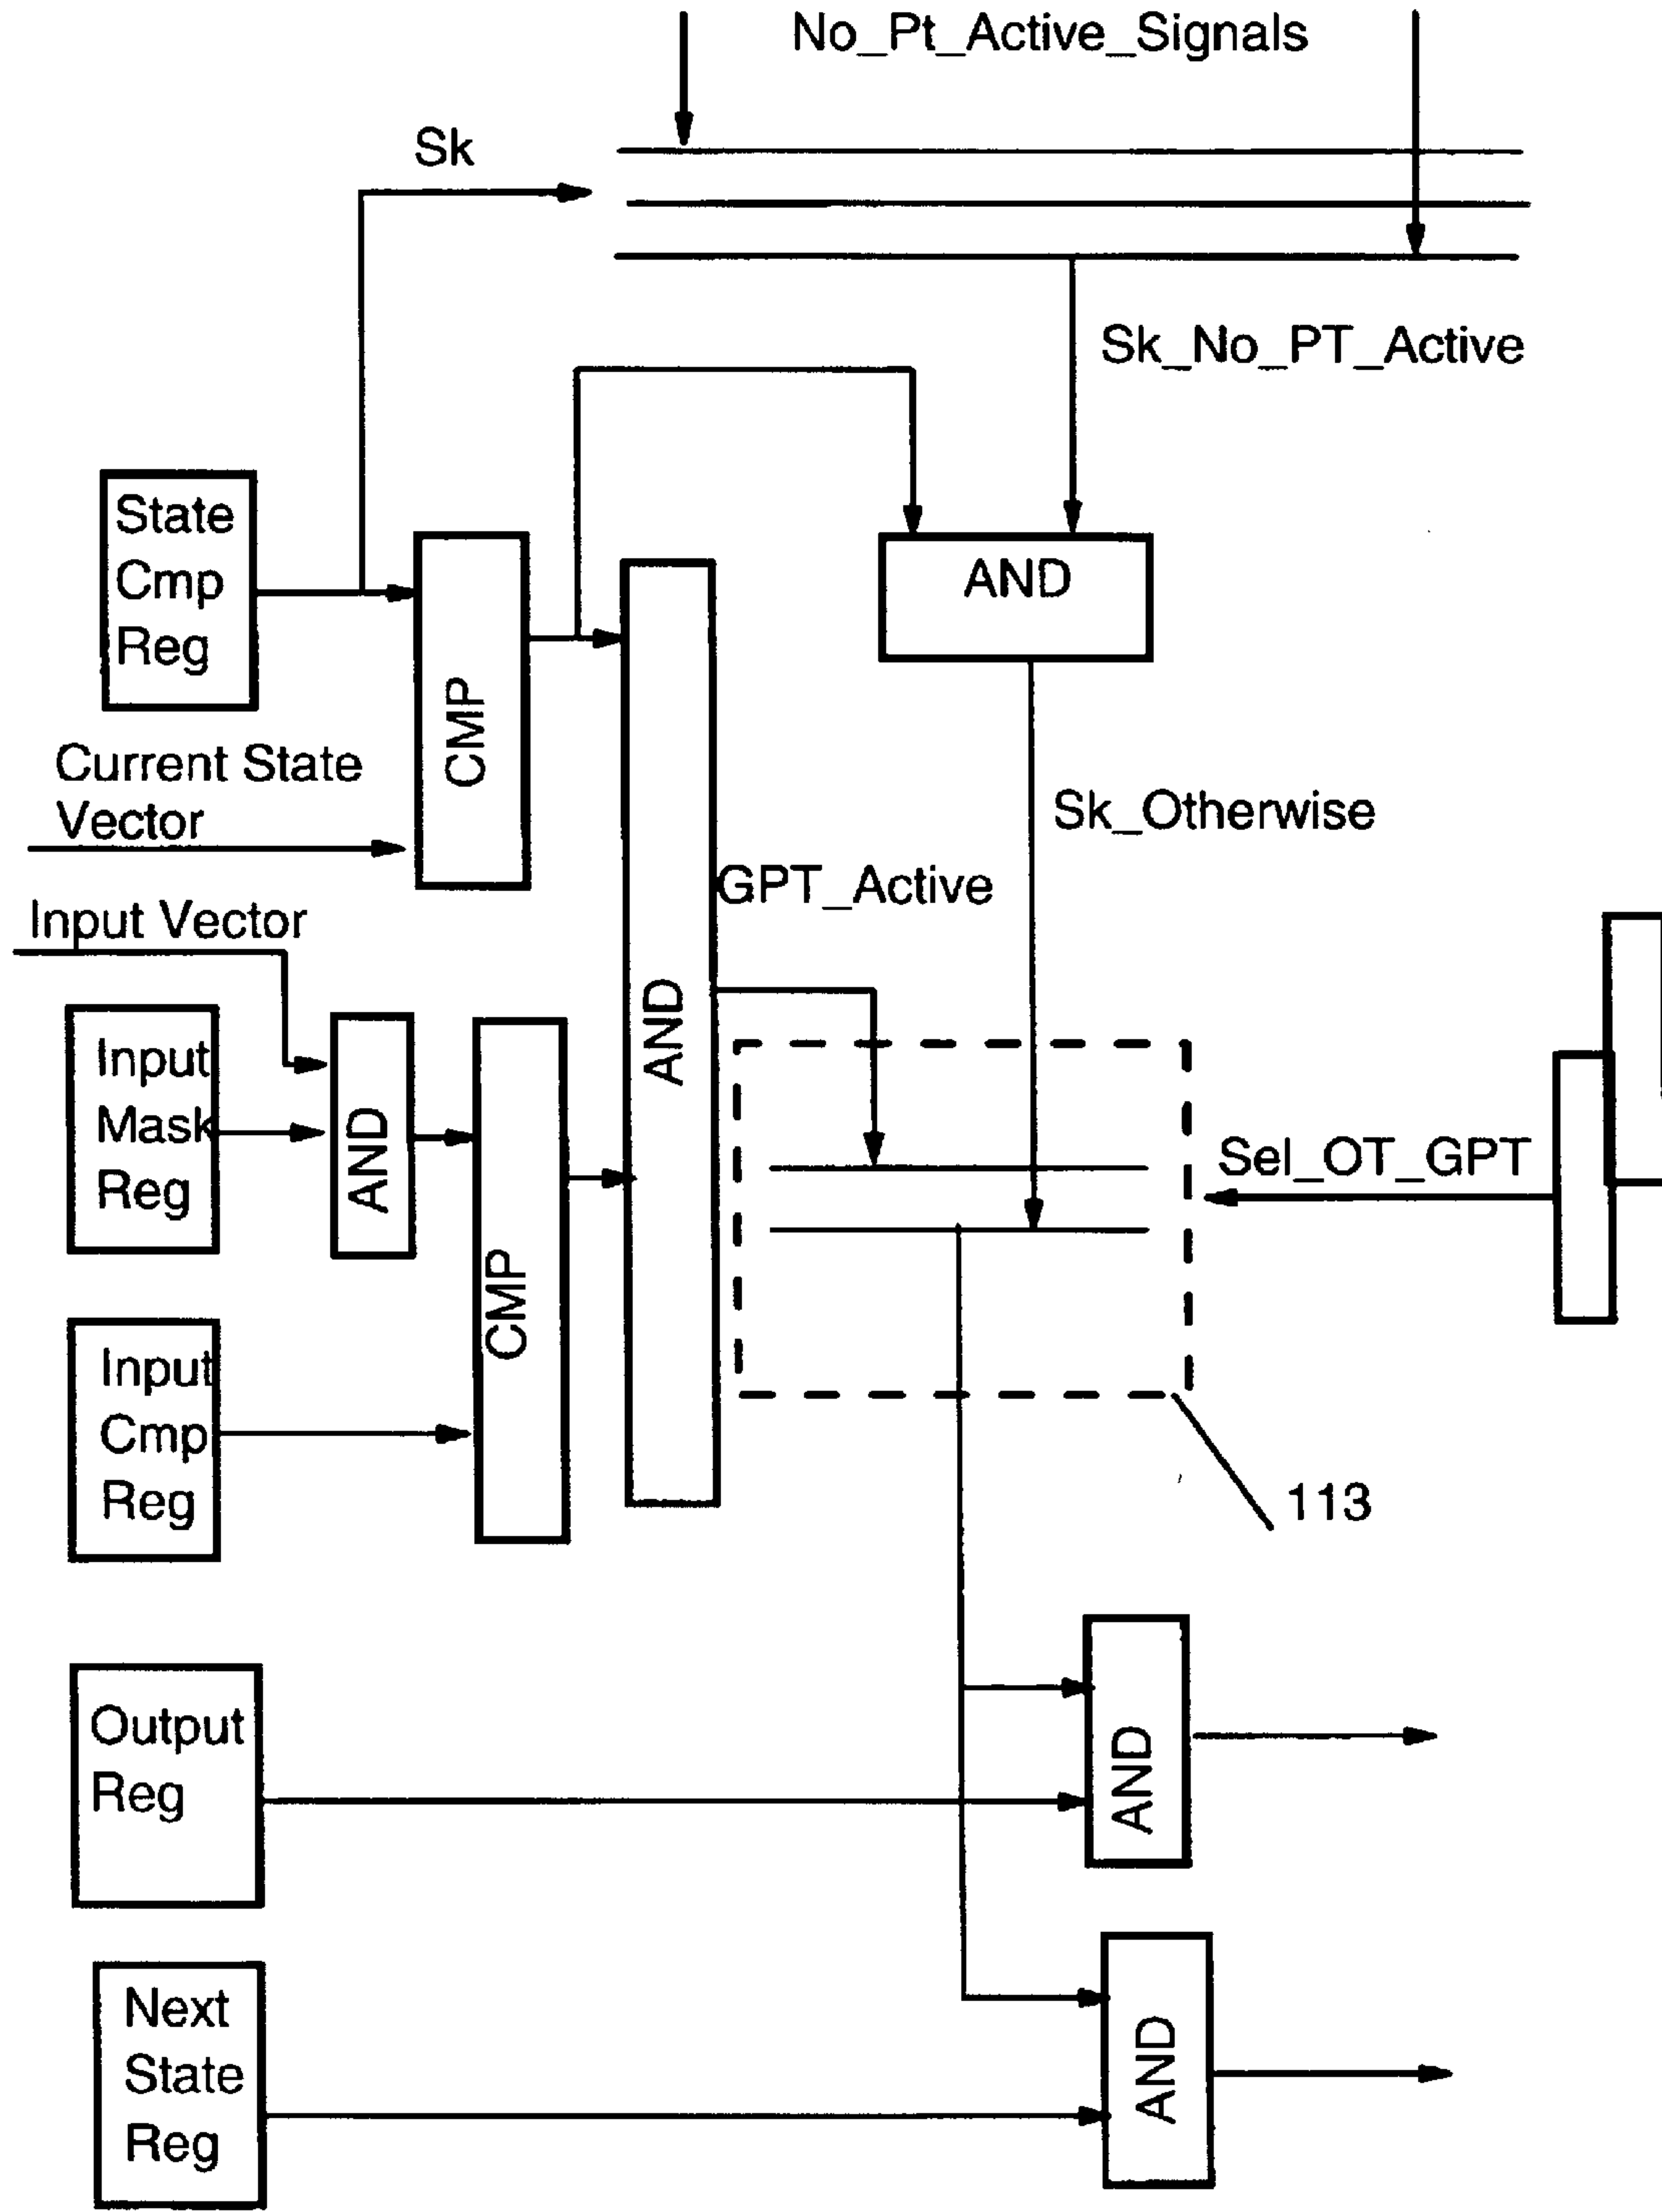 No_Pt_Active_Signals
Sk
Sk_No_PT_Active
State
Cmp
Reg
AND
CMP
Current State
Vector
Sk_Otherwise
GPT_Active
Input Vector
Input
Mask
Reg
AND
AND
Sel_OT_GPT
CMP
Input
Cmp
Reg
113
Output
Reg
AND
Next
State
Reg
AND